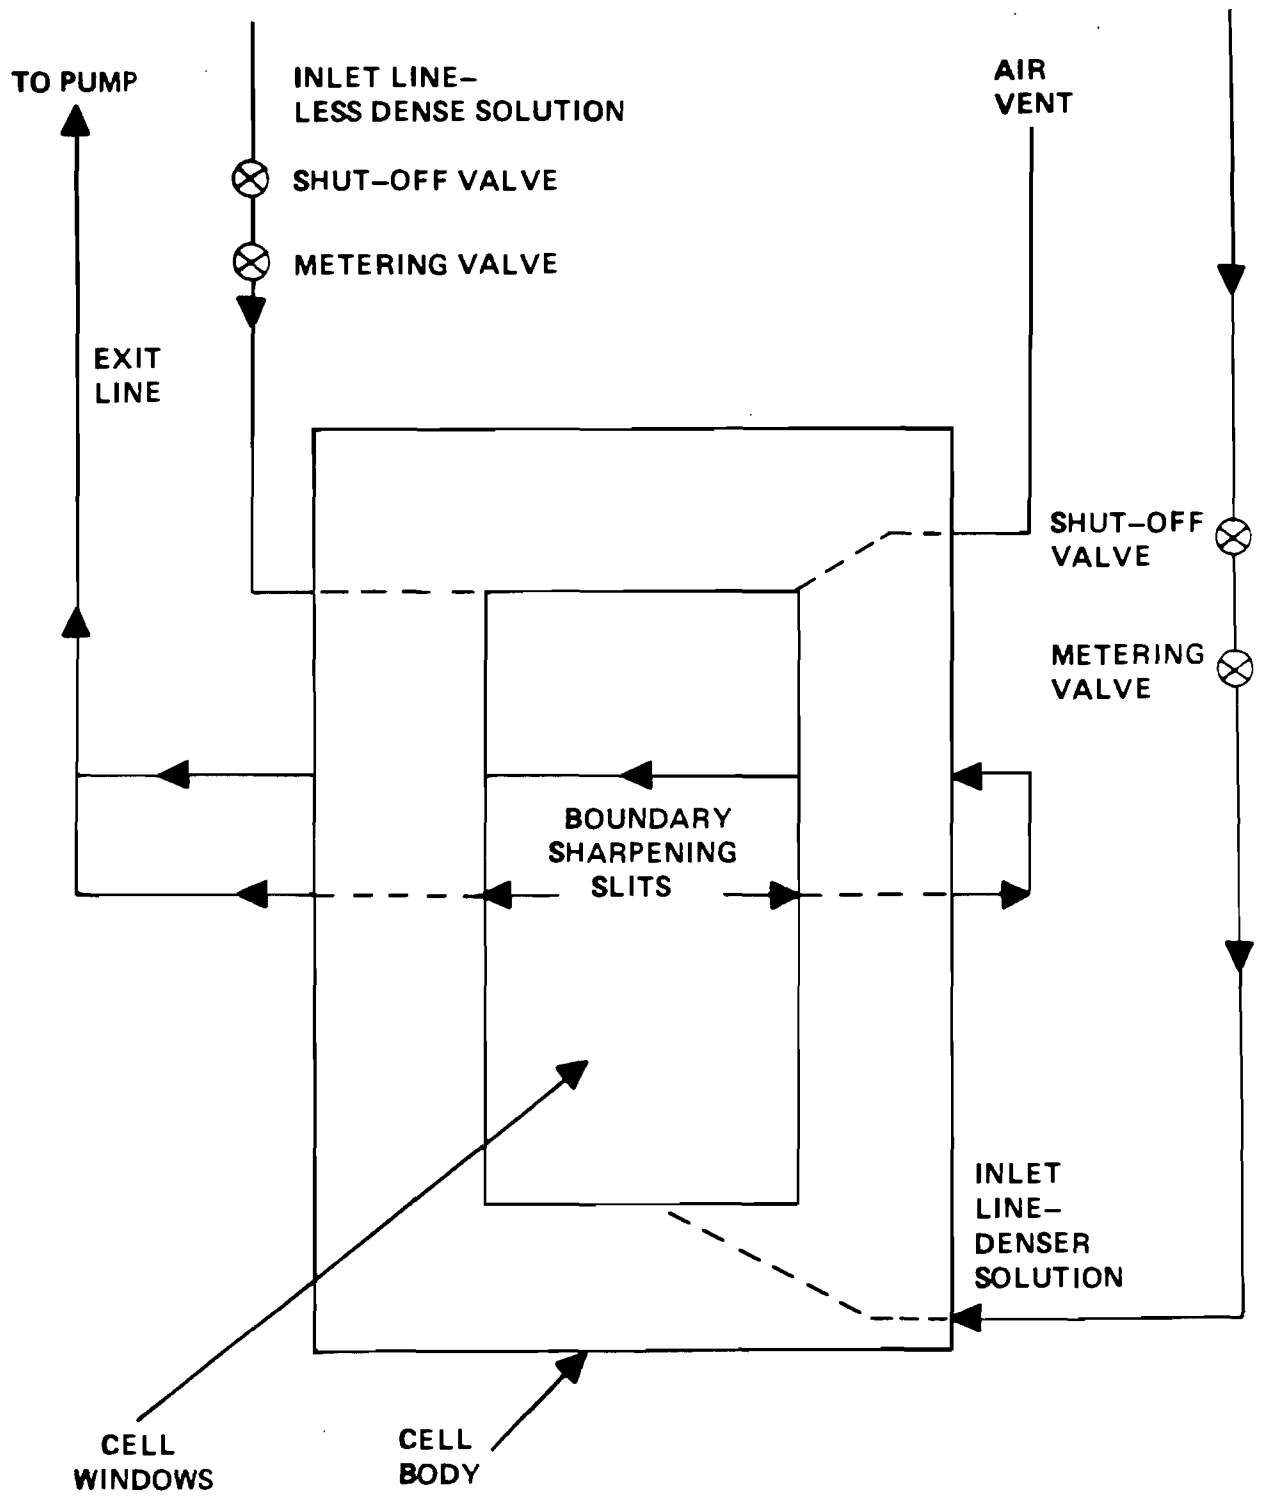 TO PUMP
INLET LINE–
LESS DENSE SOLUTION
AIR
VENT
SHUT–OFF VALVE
METERING VALVE
EXIT
LINE
SHUT–OFF
VALVE
METERING
VALVE
BOUNDARY
SHARPENING
SLITS
INLET
LINE–
DENSER
SOLUTION
CELL
WINDOWS
CELL
BODY